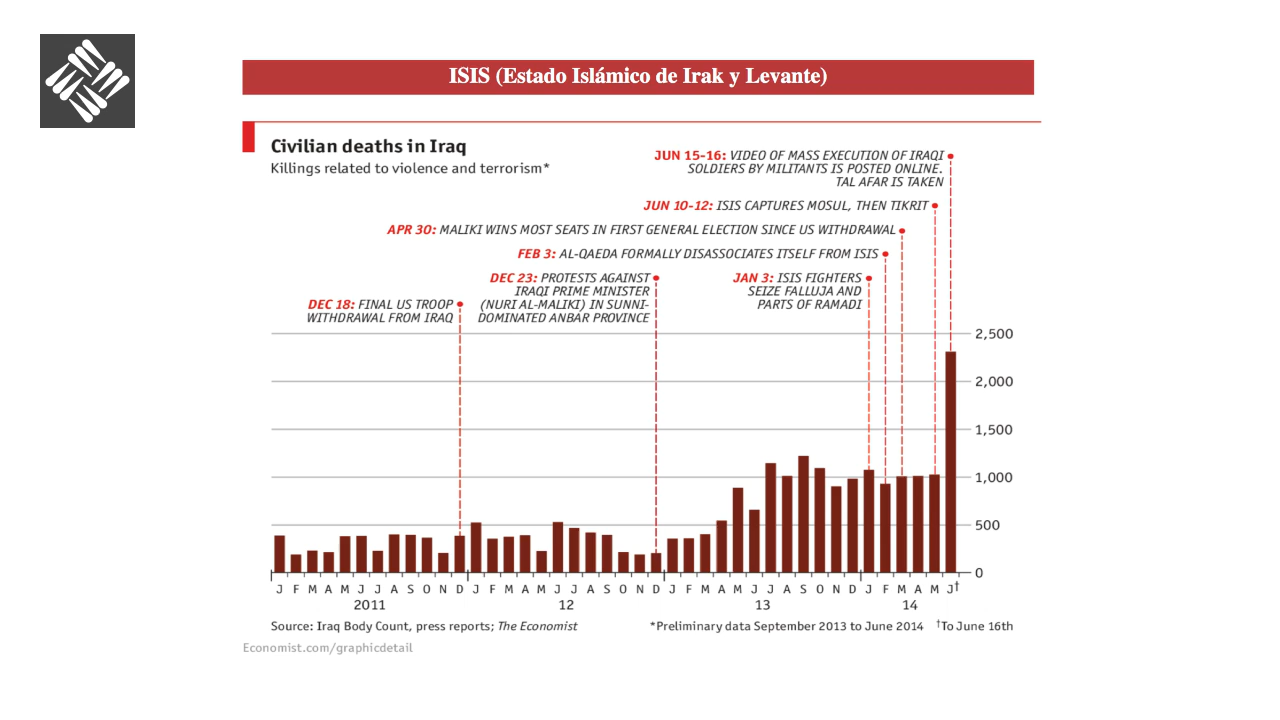 ISIS (Estado Islámico de Irak y Levante)
Civilian deaths in Iraq
Killings related to violence and terrorism*
JUN 15-16: VIDEO OF MASS EXECUTION OF IRAQI
SOLDIERS BY MILITANTS IS POSTED ONLINE.
TAL AFAR IS TAKEN
JUN 10-12: ISIS CAPTURES MOSUL, THEN TIKRIT
APR 30: MALIKI WINS MOST SEATS IN FIRST GENERAL ELECTION SINCE US WITHDRAWAL
FEB 3: AL-QAEDA FORMALLY DISASSOCIATES ITSELF FROM ISIS
DEC 23: PROTESTS AGAINST
IRAQI PRIME MINISTER
(NURI AL-MALIKI) IN SUNNI-
DOMINATED ANBAR PROVINCE
JAN 3: ISIS FIGHTERS
SEIZE FALLUJA AND
PARTS OF RAMADI
DEC 18: FINAL US TROOP
WITHDRAWAL FROM IRAQ
2,500
2,000
1,500
1,000
500
0
J F M A M J J A S O N D J F M A M J J A S O N D J F M A M J J A S O N D J F M A M J†
2011 12 13 14
Source: Iraq Body Count, press reports; The Economist
*Preliminary data September 2013 to June 2014 †To June 16th
Economist.com/graphicdetail